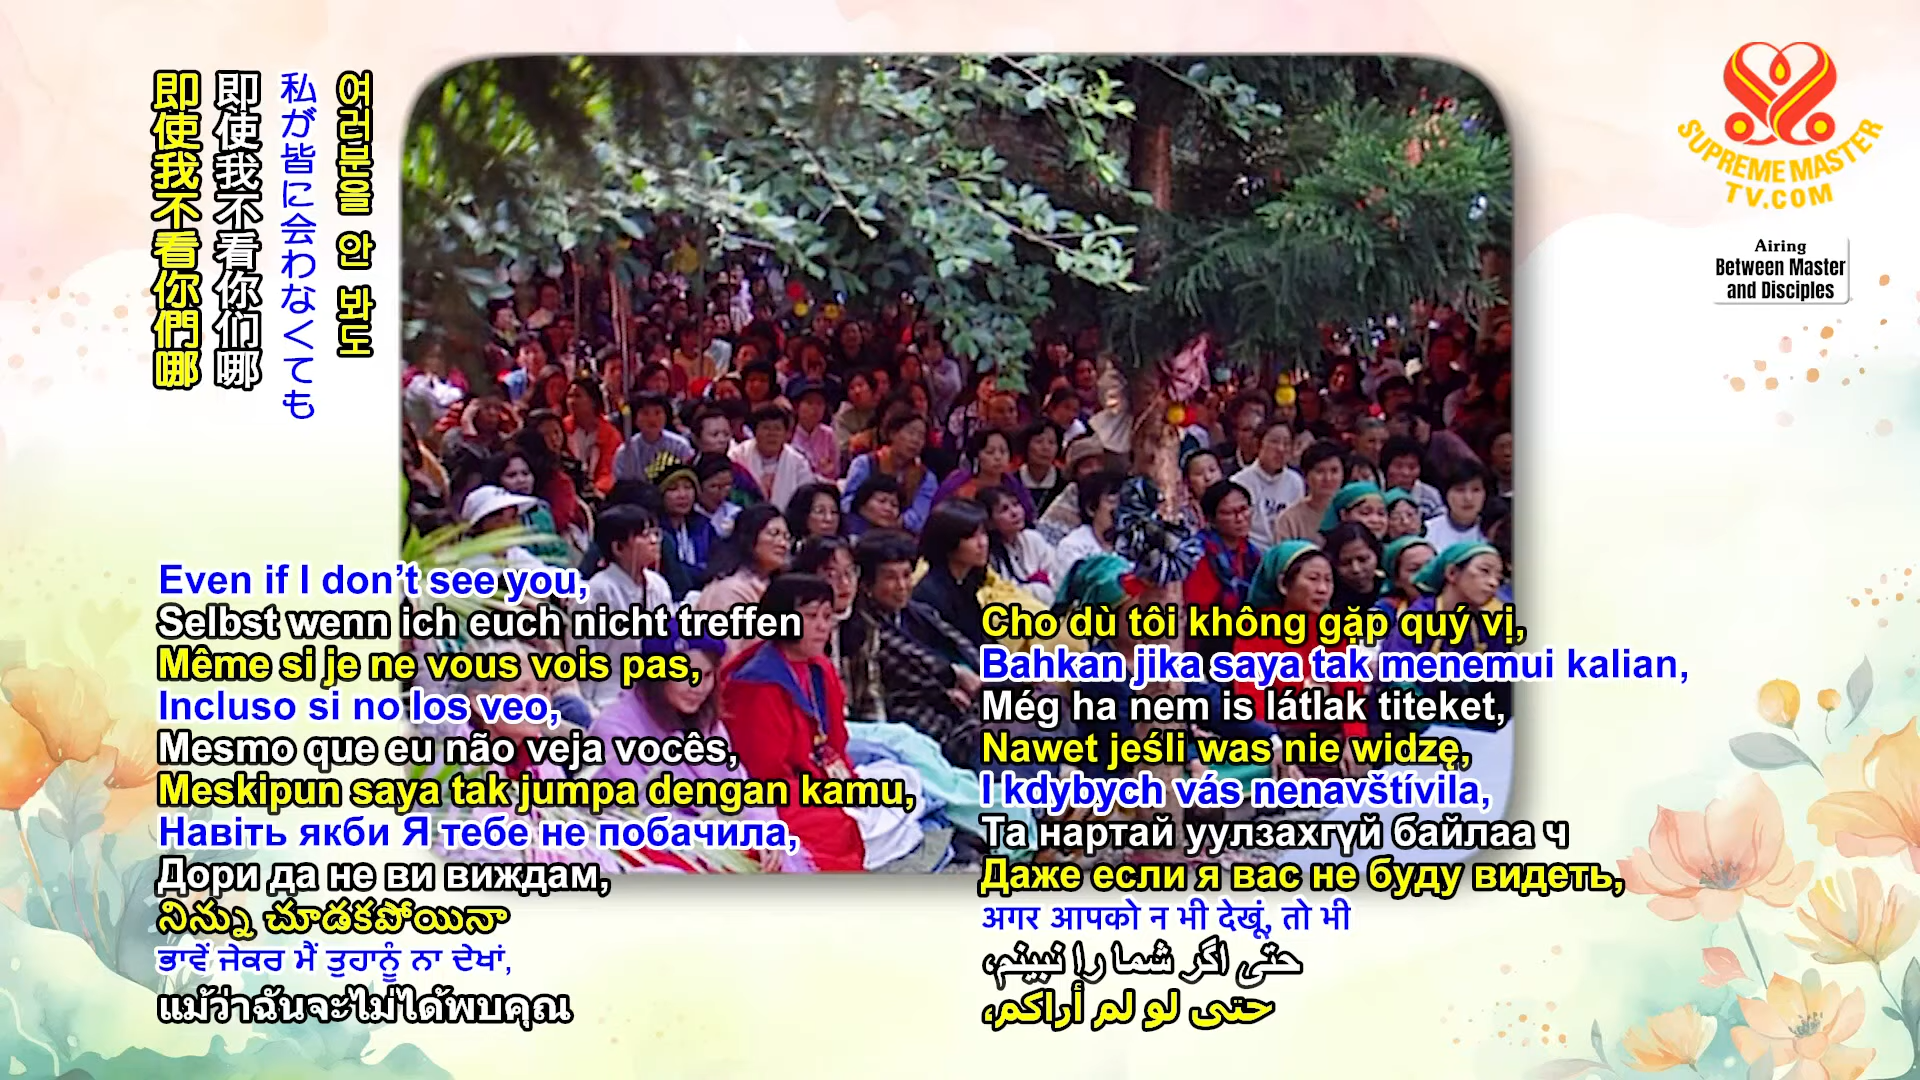 即使我不看你們哪
即使我不看你们哪
私が皆に会わなくても
여러분을 안 봐도
SUPREME MASTER
TV.COM
Airing
Between Master
and Disciples
Even if I don’t see you,
Selbst wenn ich euch nicht treffen
Même si je ne vous vois pas,
Incluso si no los veo,
Mesmo que eu não veja vocês,
Meskipun saya tak jumpa dengan kamu,
Навіть якби Я тебе не побачила,
Дори да не ви виждам,
నిన్ను చూడకపోయినా
ਭਾਵੇਂ ਜੇਕਰ ਮੈਂ ਤੁਹਾਨੂੰ ਨਾ ਦੇਖਾਂ,
แม้ว่าฉันจะไม่ได้พบคุณ
Cho dù tôi không gặp quý vị,
Bahkan jika saya tak menemui kalian,
Még ha nem is látlak titeket,
Nawet jeśli was nie widzę,
I kdybych vás nenavštívila,
Та нартай уулзахгүй байлаа ч
Даже если я вас не буду видеть,
अगर आपको न भी देखूं, तो भी
حتی اگر شما را نبینم،
حتى لو لم أراكم،